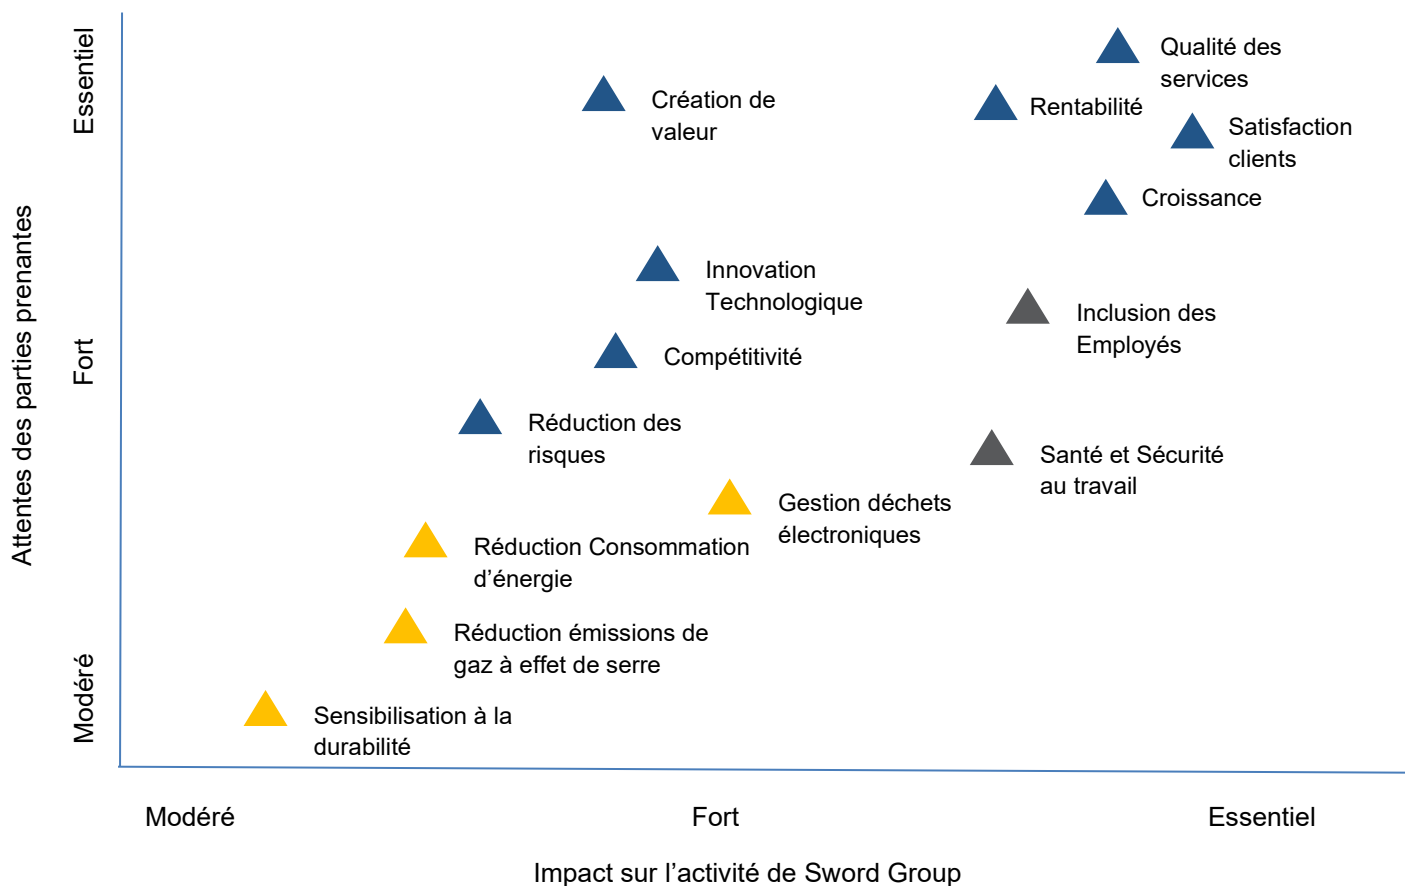 Essentiel
Fort
Modéré
Attentes des parties prenantes
Qualité des
services
Création de
valeur
Rentabilité
Satisfaction
clients
Croissance
Innovation
Technologique
Inclusion des
Employés
Compétitivité
Réduction des
risques
Santé et Sécurité
au travail
Gestion déchets
électroniques
Réduction Consommation
d’énergie
Réduction émissions de
gaz à effet de serre
Sensibilisation à la
durabilité
Modéré
Fort
Essentiel
Impact sur l’activité de Sword Group